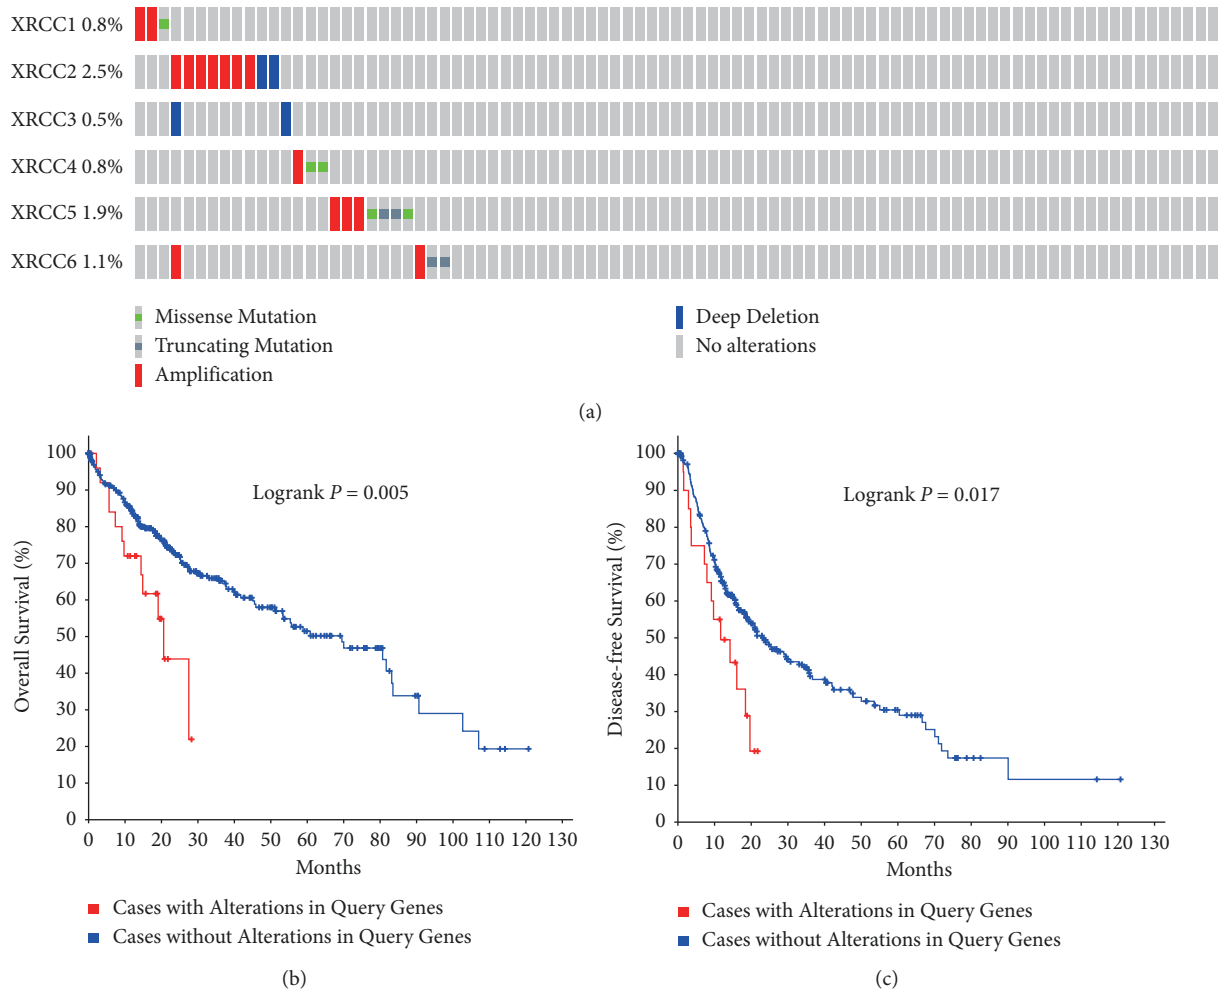 XRCC1 0.8%
XRCC2 2.5%
XRCC3 0.5%
XRCC4 0.8%
XRCC5 1.9%
XRCC6 1.1%
Missense Mutation
Truncating Mutation
Amplification
Deep Deletion
No alterations
(a)
100
90
80
70
60
50
40
30
20
10
0
Overall Survival (%)
Logrank P = 0.005
0 10 20 30 40 50 60 70 80 90 100 110 120 130
Months
Cases with Alterations in Query Genes
Cases without Alterations in Query Genes
(b)
100
90
80
70
60
50
40
30
20
10
0
Disease-free Survival (%)
Logrank P = 0.017
0 10 20 30 40 50 60 70 80 90 100 110 120 130
Months
Cases with Alterations in Query Genes
Cases without Alterations in Query Genes
(c)